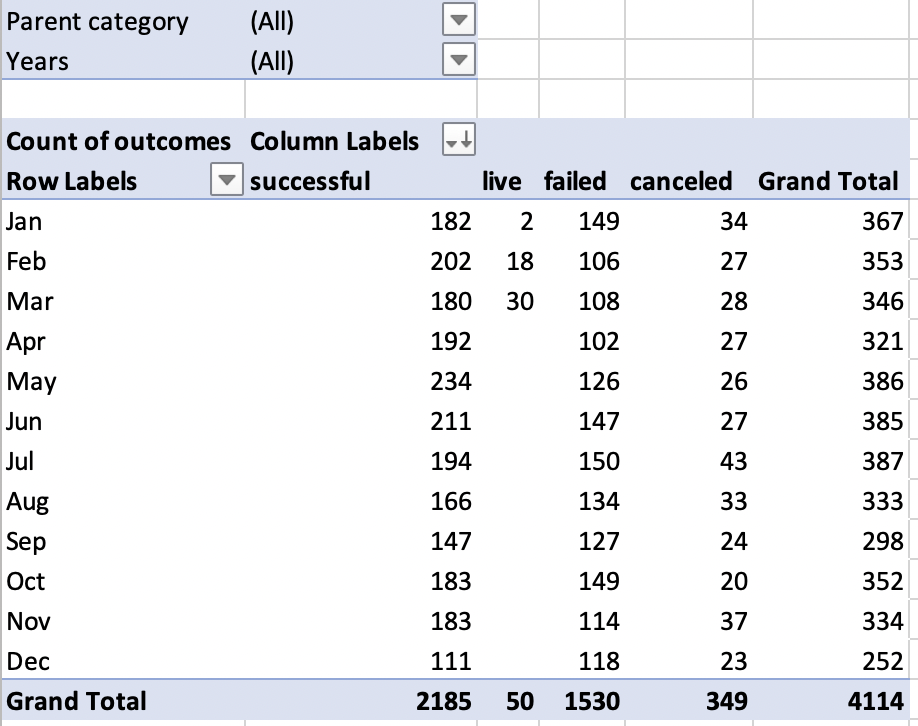 Parent category (All)
Years (All)
Count of outcomes Column Labels
Row Labels successful live failed canceled Grand Total
Jan 182 2 149 34 367
Feb 202 18 106 27 353
Mar 180 30 108 28 346
Apr 192 102 27 321
May 234 126 26 386
Jun 211 147 27 385
Jul 194 150 43 387
Aug 166 134 33 333
Sep 147 127 24 298
Oct 183 149 20 352
Nov 183 114 37 334
Dec 111 118 23 252
Grand Total 2185 50 1530 349 4114